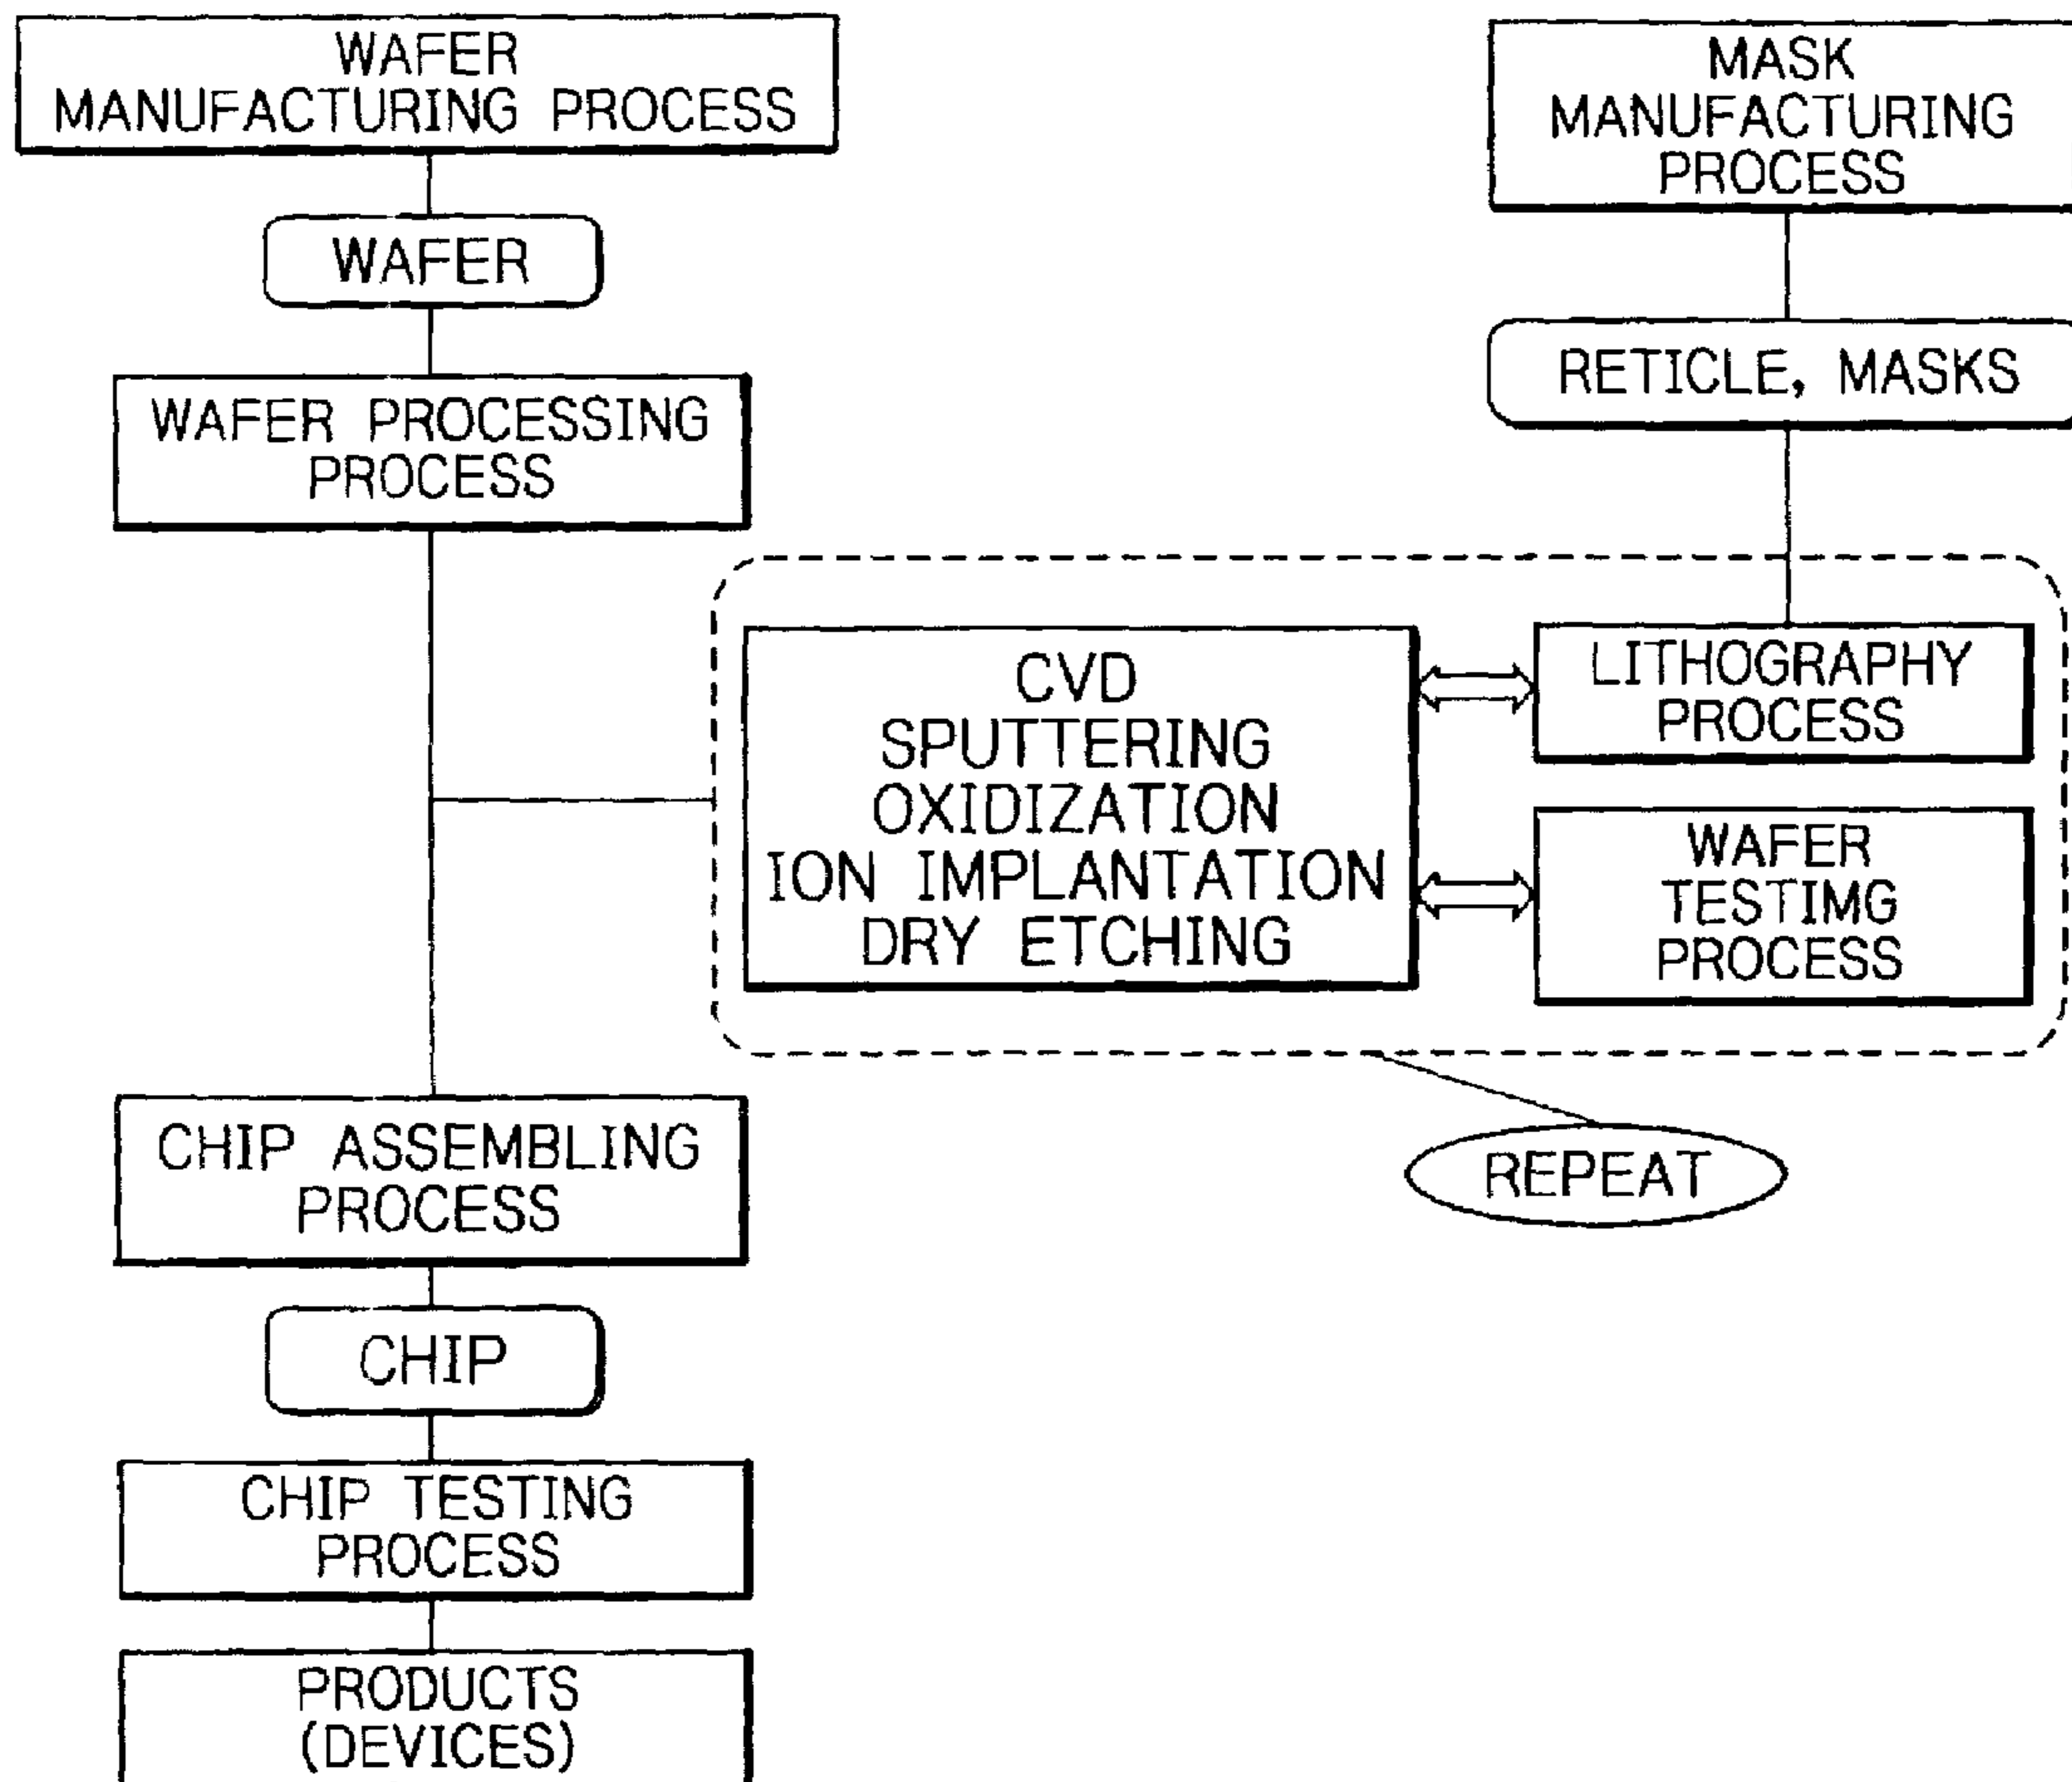 WAFER
MANUFACTURING PROCESS
WAFER
WAFER PROCESSING
PROCESS
MASK
MANUFACTURING
PROCESS
RETICLE, MASKS
CVD
SPUTTERING
OXIDIZATION
ION IMPLANTATION
DRY ETCHING
LITHOGRAPHY
PROCESS
WAFER
TESTIMG
PROCESS
REPEAT
CHIP ASSEMBLING
PROCESS
CHIP
CHIP TESTING
PROCESS
PRODUCTS
(DEVICES)